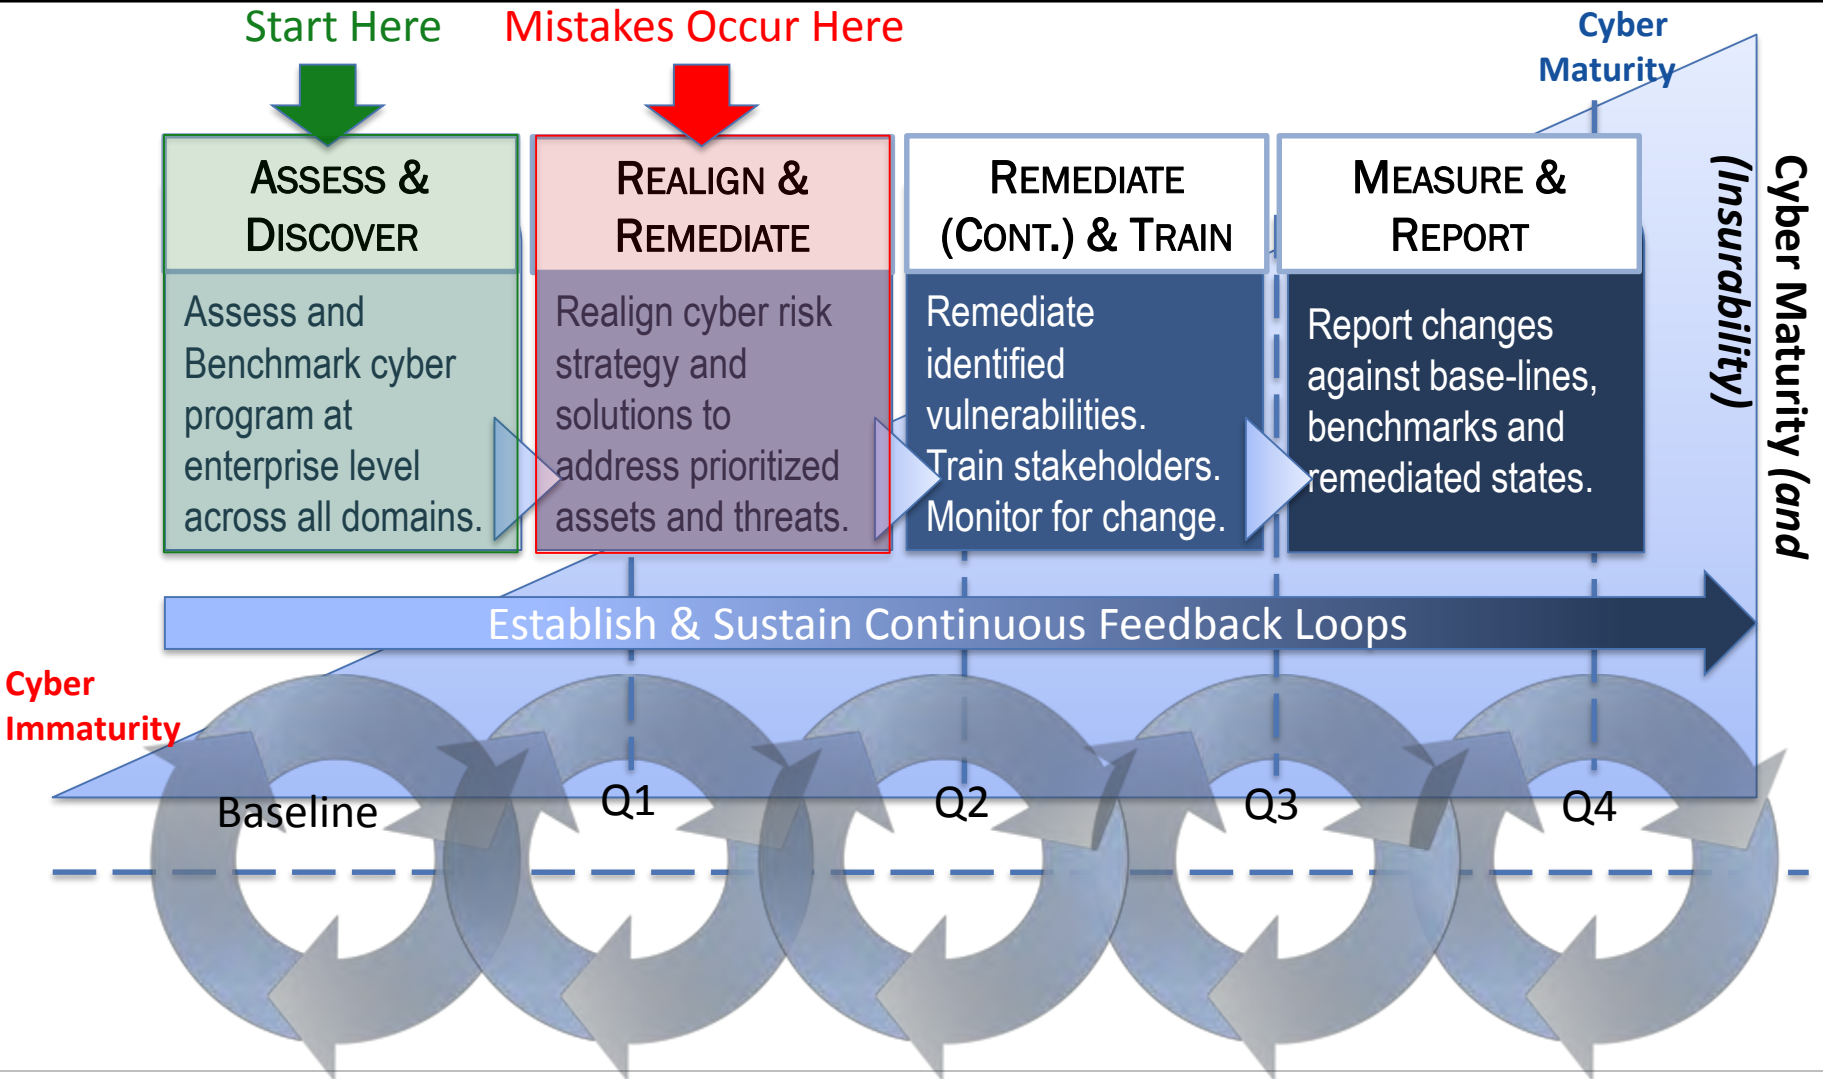 Start Here
Mistakes Occur Here
Cyber
Maturity
ASSESS &
DISCOVER
Assess and
Benchmark cyber
program at
enterprise level
across all domains.
REALIGN &
REMEDIATE
Realign cyber risk
strategy and
solutions to
address prioritized
assets and threats.
REMEDIATE
(CONT.) & TRAIN
Remediate
identified
vulnerabilities.
Train stakeholders.
Monitor for change.
MEASURE &
REPORT
Report changes
against base-lines,
benchmarks and
remediated states.
Cyber Maturity (and
(Insurability)
Establish & Sustain Continuous Feedback Loops
Cyber
Immaturity
Baseline
Q1
Q2
Q3
Q4